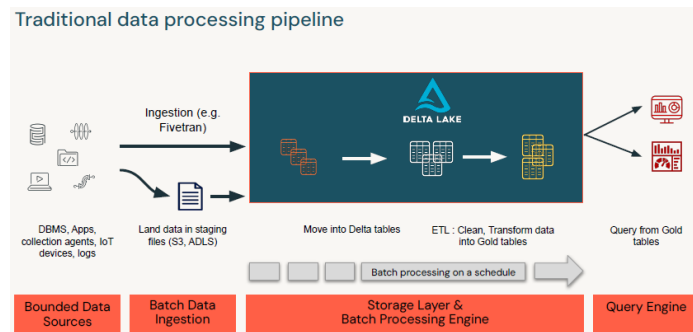 Traditional data processing pipeline
Ingestion (e.g.
Fivetran)
DELTA LAKE
DBMS, Apps,
collection agents, IoT
devices, logs
Land data in staging
files (S3, ADLS)
Move into Delta tables
ETL : Clean, Transform data
into Gold tables
Query from Gold
tables
Batch processing on a schedule
Bounded Data
Sources
Batch Data
Ingestion
Storage Layer &
Batch Processing Engine
Query Engine